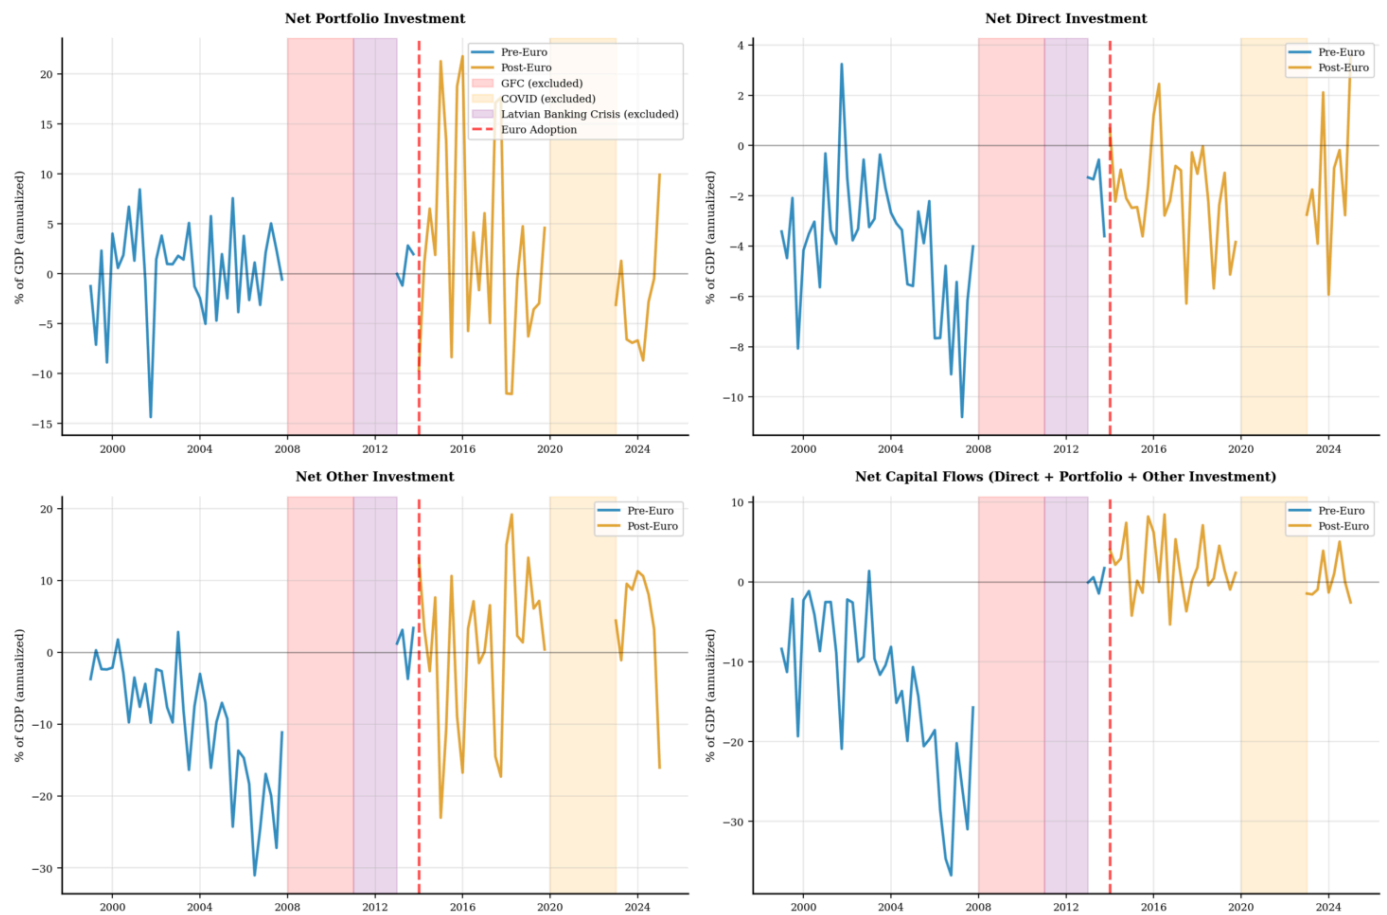 Net Portfolio Investment
% of GDP (annualized)
20
15
10
5
0
−5
−10
−15
2000
2004
2008
2012
2016
2020
2024
Pre-Euro
Post-Euro
GFC (excluded)
COVID (excluded)
Latvian Banking Crisis (excluded)
Euro Adoption
Net Direct Investment
% of GDP (annualized)
4
2
0
−2
−4
−6
−8
−10
2000
2004
2008
2012
2016
2020
2024
Pre-Euro
Post-Euro
Net Other Investment
% of GDP (annualized)
20
10
0
−10
−20
−30
2000
2004
2008
2012
2016
2020
2024
Pre-Euro
Post-Euro
Net Capital Flows (Direct + Portfolio + Other Investment)
% of GDP (annualized)
10
0
−10
−20
−30
2000
2004
2008
2012
2016
2020
2024
Pre-Euro
Post-Euro